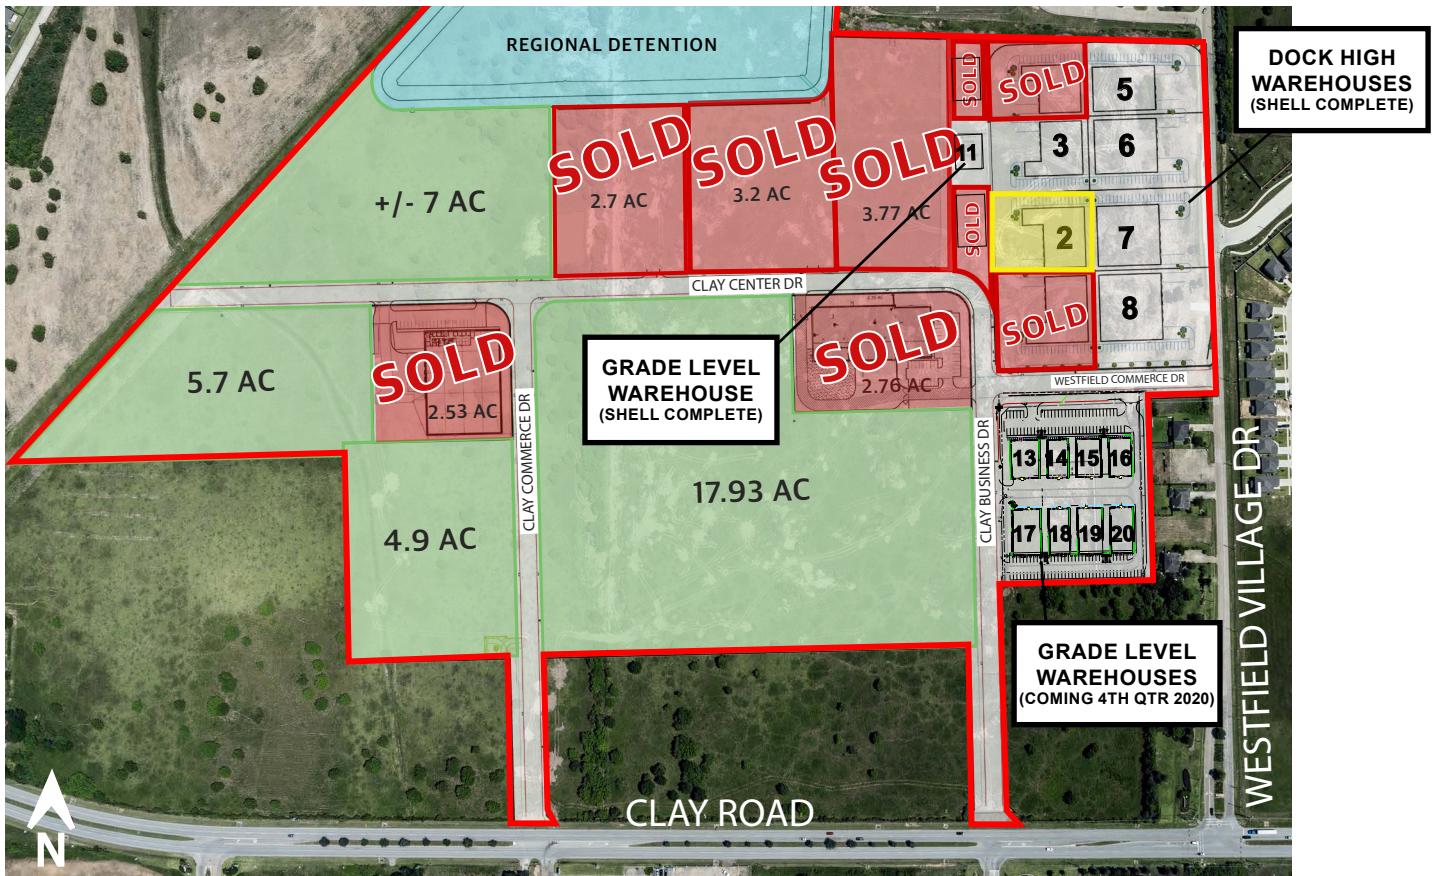 REGIONAL DETENTION
DOCK HIGH
WAREHOUSES
(SHELL COMPLETE)
SOLD
SOLD
5
SOLD
2.7 AC
SOLD
3.2 AC
SOLD
3.77 AC
11
3
6
+/- 7 AC
SOLD
2
7
CLAY CENTER DR
SOLD
8
SOLD
2.53 AC
SOLD
2.76 AC
5.7 AC
GRADE LEVEL
WAREHOUSE
(SHELL COMPLETE)
WESTFIELD COMMERCE DR
CLAY COMMERCE DR
CLAY BUSINESS DR
13 14 15 16
17 18 19 20
17.93 AC
4.9 AC
WESTFIELD VILLAGE DR
GRADE LEVEL
WAREHOUSES
(COMING 4TH QTR 2020)
CLAY ROAD
N